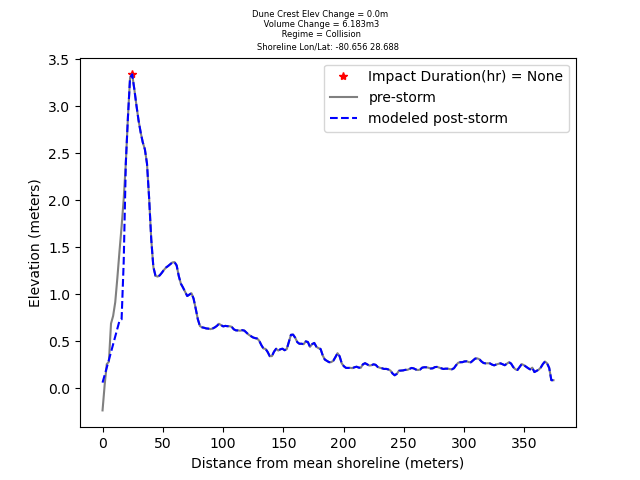 Dune Crest Elev Change = 0.0m
Volume Change = 6.183m3
Regime = Collision
Shoreline Lon/Lat: -80.656 28.688
Impact Duration(hr) = None
pre-storm
modeled post-storm
Elevation (meters)
3.5
3.0
2.5
2.0
1.5
1.0
0.5
0.0
0 50 100 150 200 250 300 350
Distance from mean shoreline (meters)